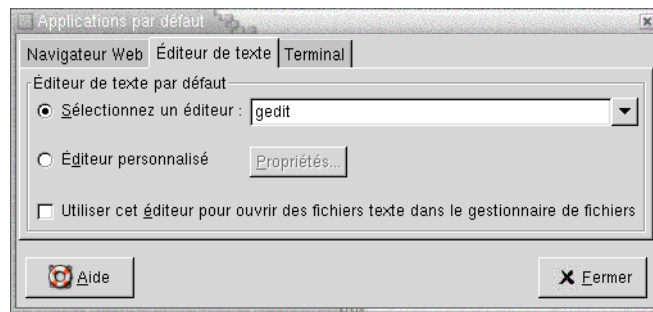 Applications par défaut
Navigateur Web Éditeur de texte Terminal
Éditeur de texte par défaut
Sélectionnez un éditeur : gedit
Éditeur personnalisé Propriétés...
Utiliser cet éditeur pour ouvrir des fichiers texte dans le gestionnaire de fichiers
Aide Fermer